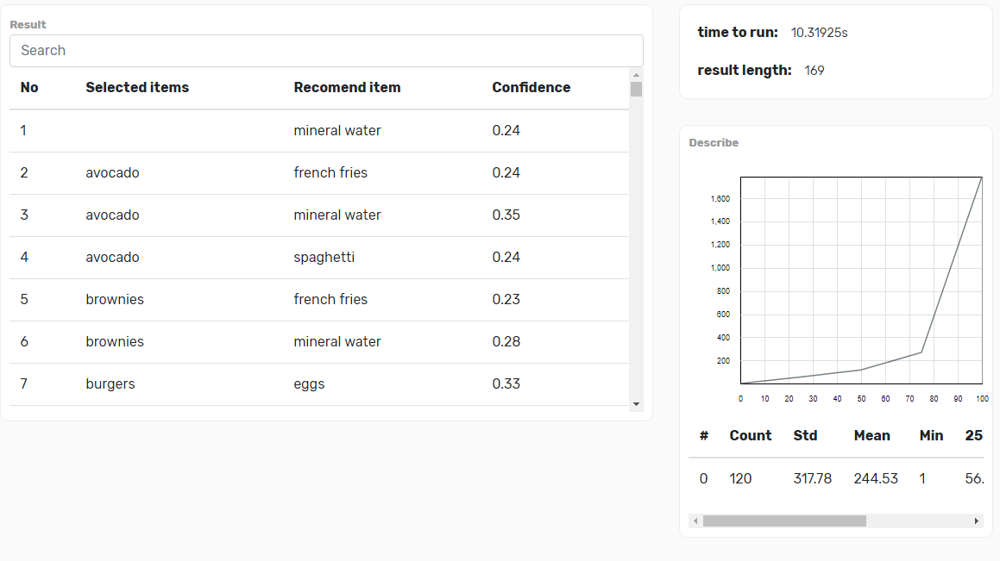 Result
Search
No Selected items Recomend item Confidence
1 mineral water 0.24
2 avocado french fries 0.24
3 avocado mineral water 0.35
4 avocado spaghetti 0.24
5 brownies french fries 0.23
6 brownies mineral water 0.28
7 burgers eggs 0.33
time to run: 10.31925s
result length: 169
Describe
1,600
1,400
1,200
1,000
800
600
400
200
0 10 20 30 40 50 60 70 80 90 100
# Count Std Mean Min 25
0 120 317.78 244.53 1 56.